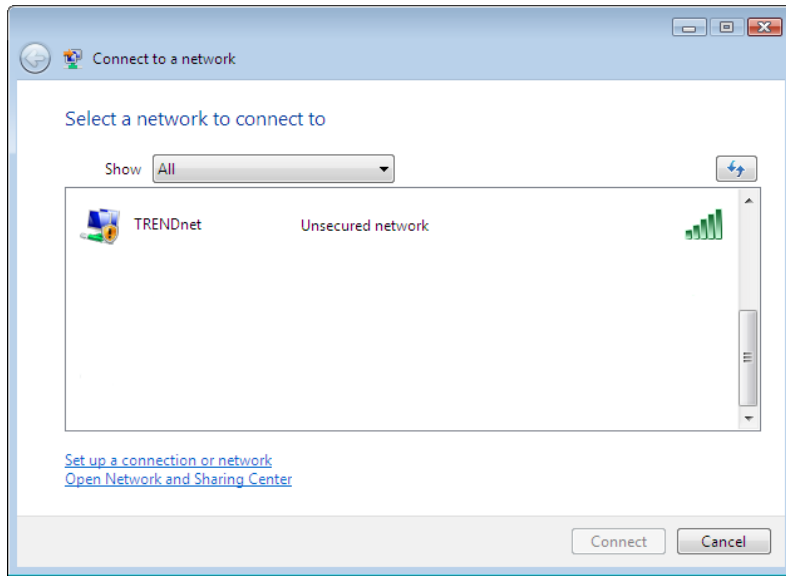 Connect to a network
Select a network to connect to
Show All
TRENDnet Unsecured network
Set up a connection or network
Open Network and Sharing Center
Connect Cancel